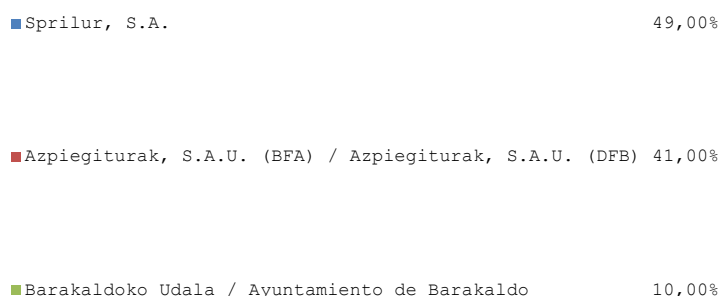 Sprilur, S.A. 49,00%
Azpiegiturak, S.A.U. (BFA) / Azpiegiturak, S.A.U. (DFB) 41,00%
Barakaldoko Udala / Ayuntamiento de Barakaldo 10,00%